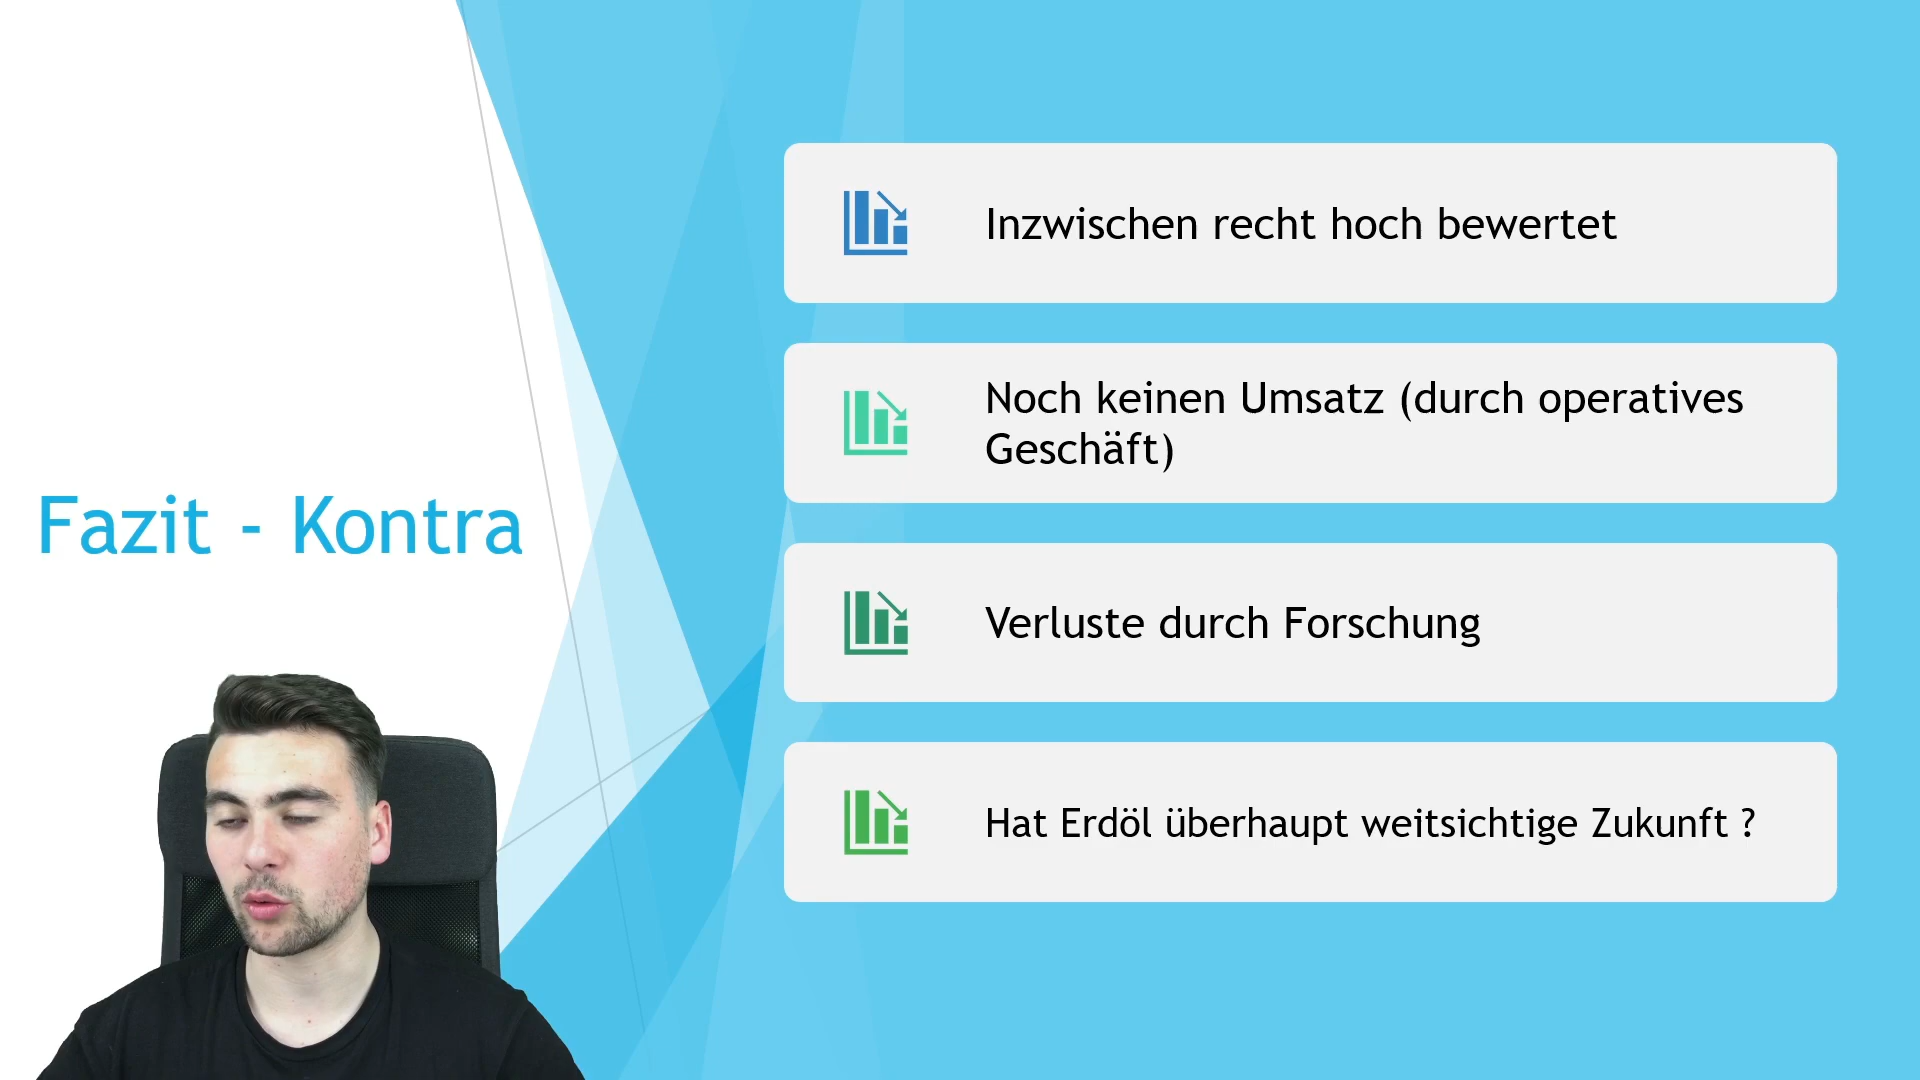 Fazit - Kontra
Inzwischen recht hoch bewertet
Noch keinen Umsatz (durch operatives
Geschäft)
Verluste durch Forschung
Hat Erdöl überhaupt weitsichtige Zukunft ?